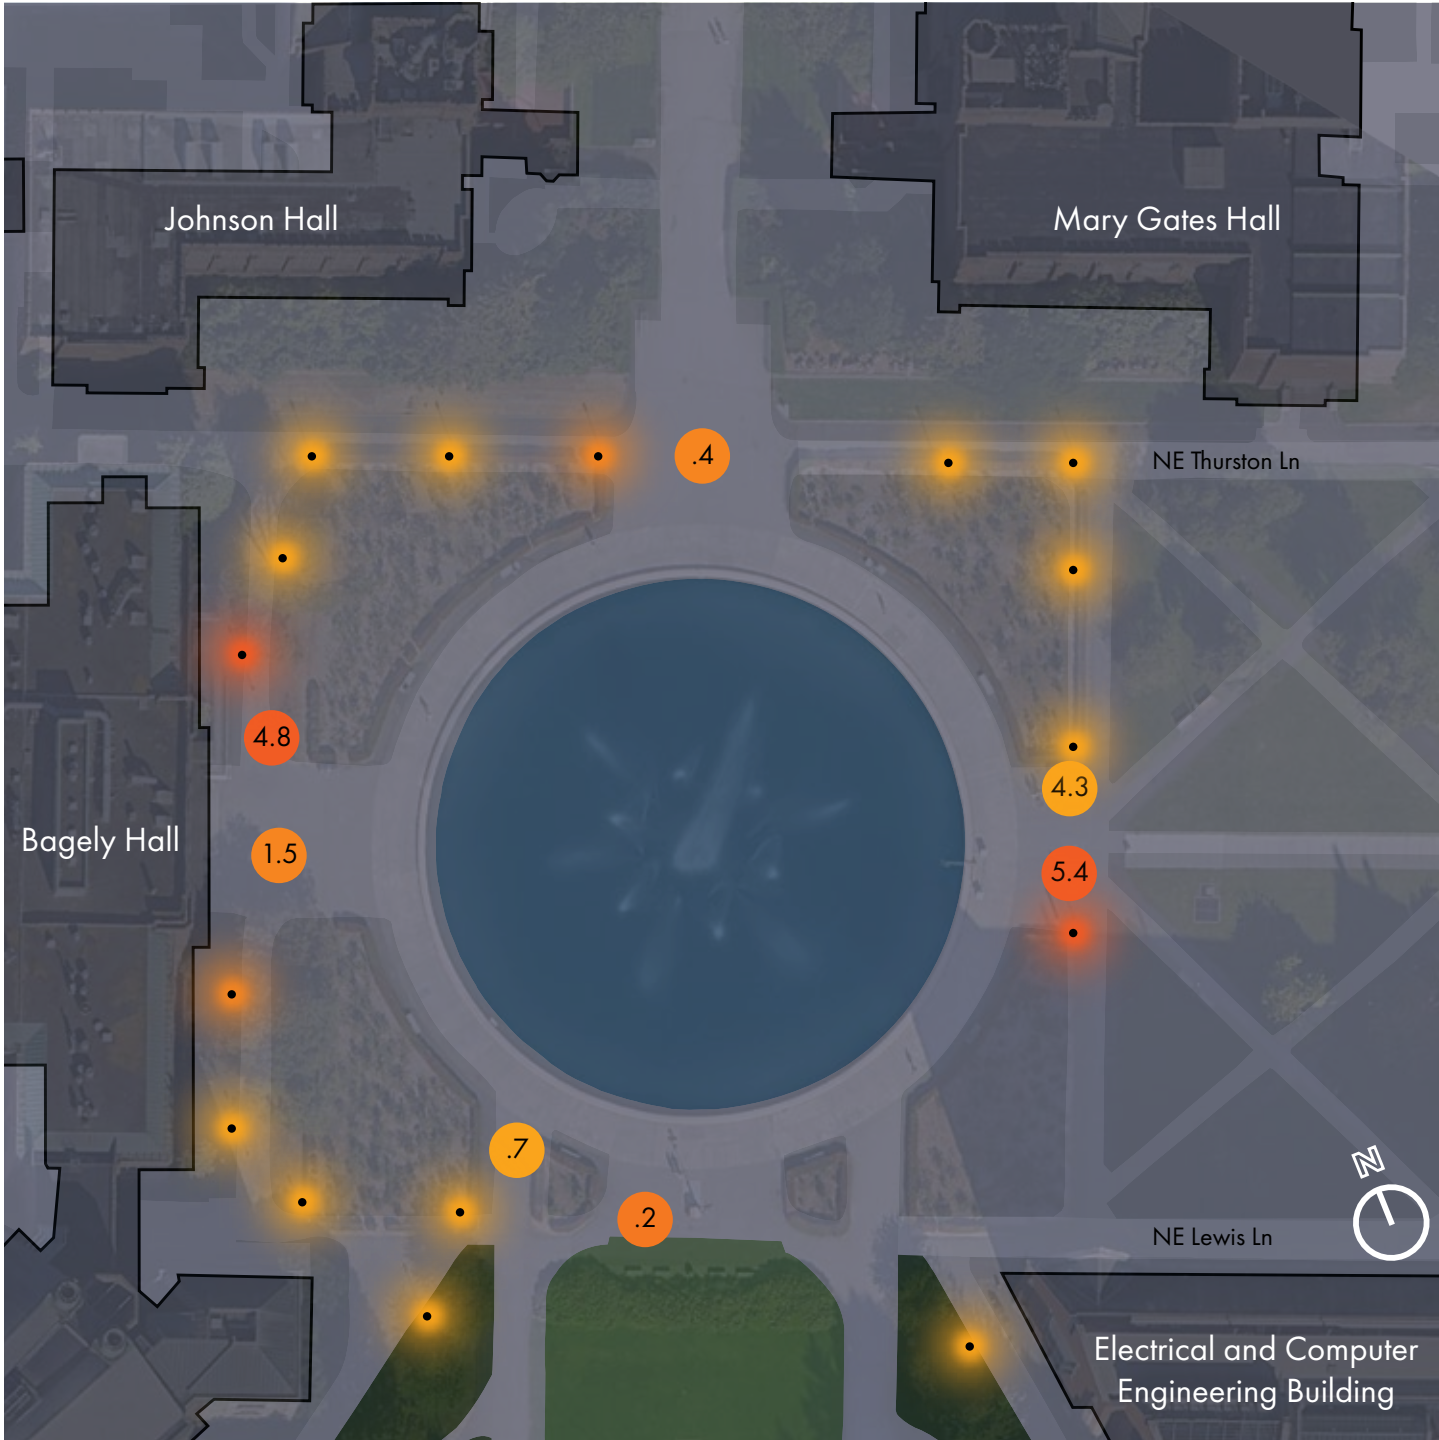 Johnson Hall
Mary Gates Hall
.4
NE Thurston Ln
4.8
4.3
Bagely Hall
1.5
5.4
.7
N
.2
NE Lewis Ln
Electrical and Computer
Engineering Building